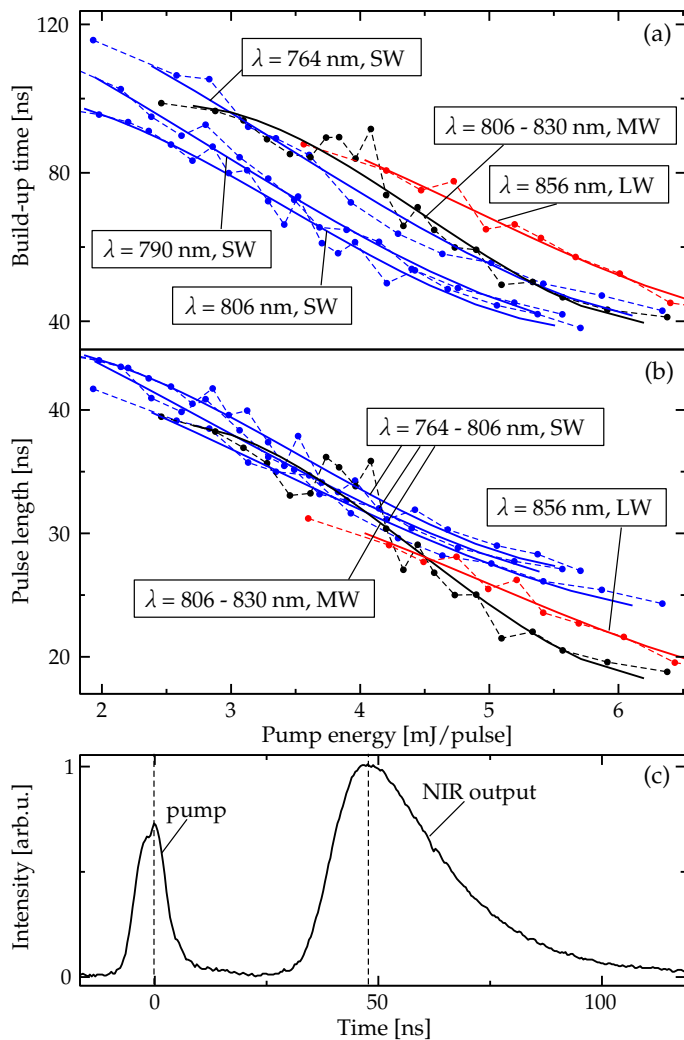 (a)
120
80
40
Build-up time [ns]
λ = 764 nm, SW
λ = 806 - 830 nm, MW
λ = 856 nm, LW
λ = 790 nm, SW
λ = 806 nm, SW
(b)
40
30
20
Pulse length [ns]
λ = 764 - 806 nm, SW
λ = 856 nm, LW
λ = 806 - 830 nm, MW
2 3 4 5 6
Pump energy [mJ/pulse]
(c)
1
0
Intensity [arb.u.]
pump
NIR output
0 50 100
Time [ns]